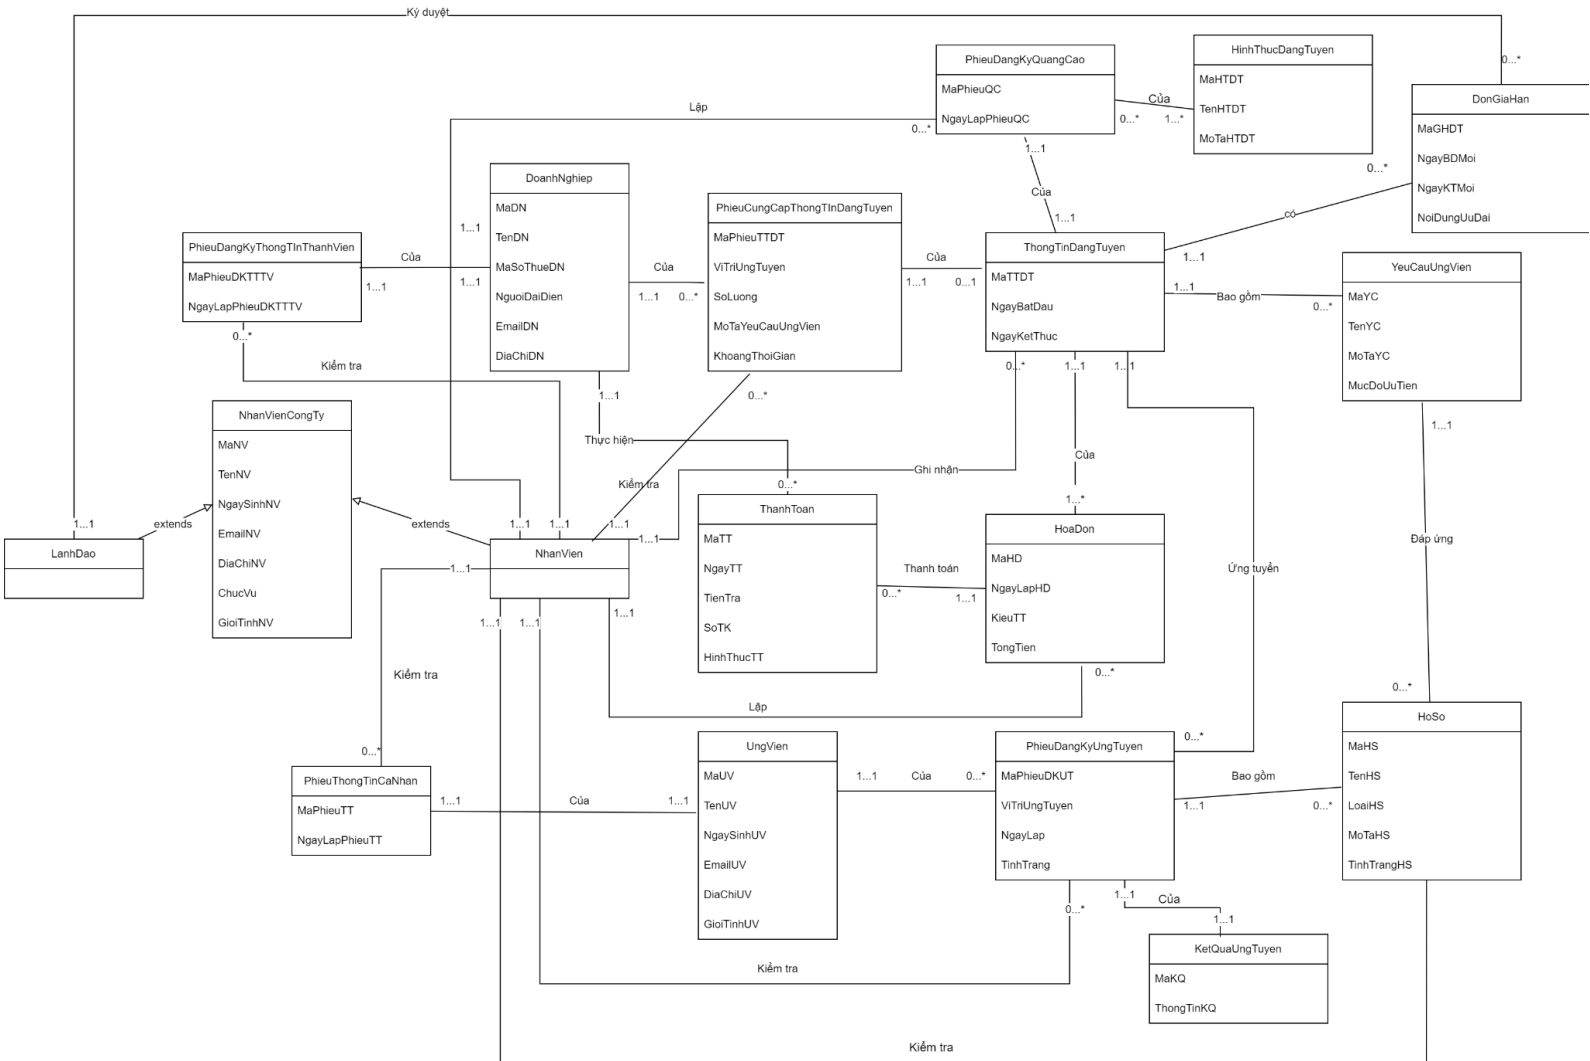 Ký duyệt
PhieuDangKyQuangCao
MaPhieuQC
NgayLapPhieuQC
HinhThucDangTuyen
MaHTDT
TenHTDT
MoTaHTDT
Của
0...*
1...*
0...*
DonGiaHan
MaGHDT
NgayBDMoi
NgayKTMoi
NoiDungUuDai
0...*
có
1...1
Lập
0...*
1...1
Của
1...1
DoanhNghiep
MaDN
TenDN
MaSoThueDN
NguoiDaiDien
EmailDN
DiaChiDN
PhieuCungCapThongTInDangTuyen
MaPhieuTTDT
ViTriUngTuyen
SoLuong
MoTaYeuCauUngVien
KhoangThoiGian
ThongTinDangTuyen
MaTTDT
NgayBatDau
NgayKetThuc
YeuCauUngVien
MaYC
TenYC
MoTaYC
MucDoUuTien
PhieuDangKyThongTInThanhVien
MaPhieuDKTTTV
NgayLapPhieuDKTTTV
1...1
Của
1...1
1...1
Của
1...1
0...*
Của
1...1
0...1
1...1
Bao gồm
0...*
0...*
Kiểm tra
1...1
0...*
0...*
1...1
1...1
1...1
NhanVienCongTy
MaNV
TenNV
NgaySinhNV
EmailNV
DiaChiNV
ChucVu
GioiTinhNV
Thực hiện
Kiểm tra
Ghi nhận
Của
0...*
1...*
1...1
extends
extends
1...1
1...1
1...1
1...1
LanhDao
NhanVien
1...1
ThanhToan
MaTT
NgayTT
TienTra
SoTK
HinhThucTT
HoaDon
MaHD
NgayLapHD
KieuTT
TongTien
Thanh toán
0...*
1...1
Ứng tuyển
Đáp ứng
1...1
1...1
1...1
Kiểm tra
0...*
Lập
0...*
0...*
0...*
PhieuThongTinCaNhan
MaPhieuTT
NgayLapPhieuTT
1...1
Của
1...1
UngVien
MaUV
TenUV
NgaySinhUV
EmailUV
DiaChiUV
GioiTinhUV
1...1
Của
0...*
PhieuDangKyUngTuyen
MaPhieuDKUT
ViTriUngTuyen
NgayLap
TinhTrang
Bao gồm
1...1
0...*
HoSo
MaHS
TenHS
LoaiHS
MoTaHS
TinhTrangHS
0...*
1...1
Của
1...1
KetQuaUngTuyen
MaKQ
ThongTinKQ
Kiểm tra
Kiểm tra